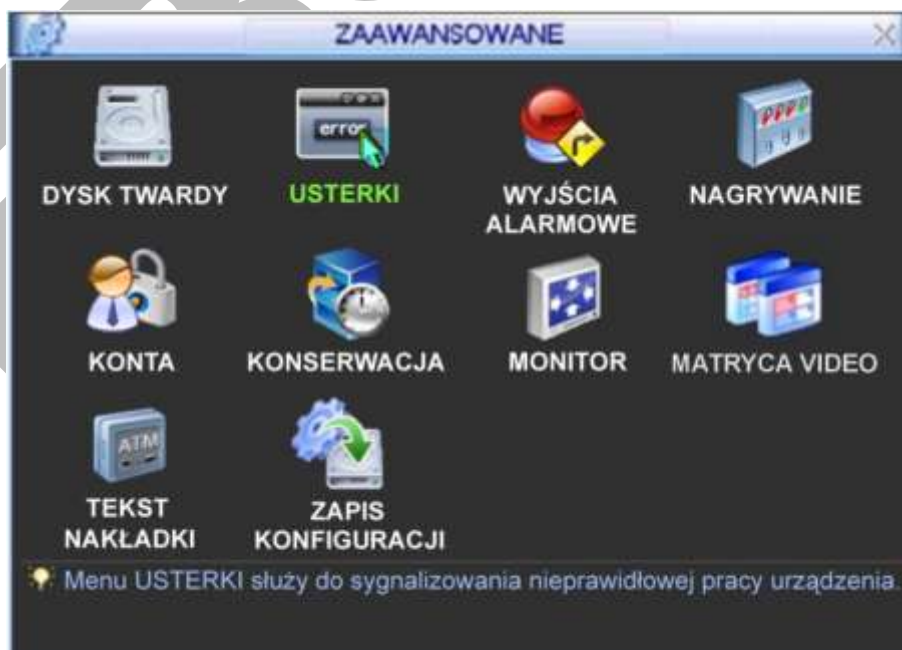 ZAAWANSOWANE
error
DYSK TWARDY
USTERKI
WYJŚCIA
ALARMOWE
NAGRYWANIE
KONTA
KONSERWACJA
MONITOR
MATRYCA VIDEO
ATM
TEKST
NAKŁADKI
ZAPIS
KONFIGURACJI
Menu USTERKI służy do sygnalizowania nieprawidłowej pracy urządzenia.